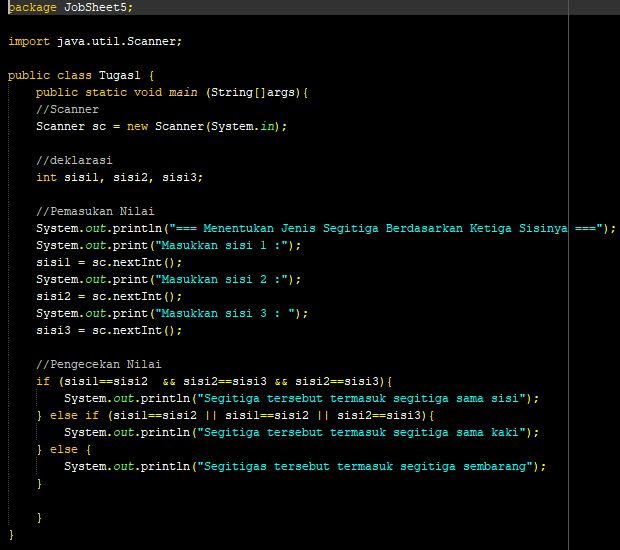 package JobSheet5;
import java.util.Scanner;
public class Tugas1 {
public static void main (String[]args){
//Scanner
Scanner sc = new Scanner(System.in);
//deklarasi
int sisi1, sisi2, sisi3;
//Pemasukan Nilai
System.out.println("=== Menentukan Jenis Segitiga Berdasarkan Ketiga Sisinya ===");
System.out.print("Masukkan sisi 1 :");
sisi1 = sc.nextInt();
System.out.print("Masukkan sisi 2 :");
sisi2 = sc.nextInt();
System.out.print("Masukkan sisi 3 : ");
sisi3 = sc.nextInt();
//Pengecekan Nilai
if (sisi1==sisi2  && sisi2==sisi3 && sisi2==sisi3){
System.out.println("Segitiga tersebut termasuk segitiga sama sisi");
} else if (sisi1==sisi2 || sisi1==sisi2 || sisi2==sisi3){
System.out.println("Segitiga tersebut termasuk segitiga sama kaki");
} else {
System.out.println("Segitigas tersebut termasuk segitiga sembarang");
}
}
}